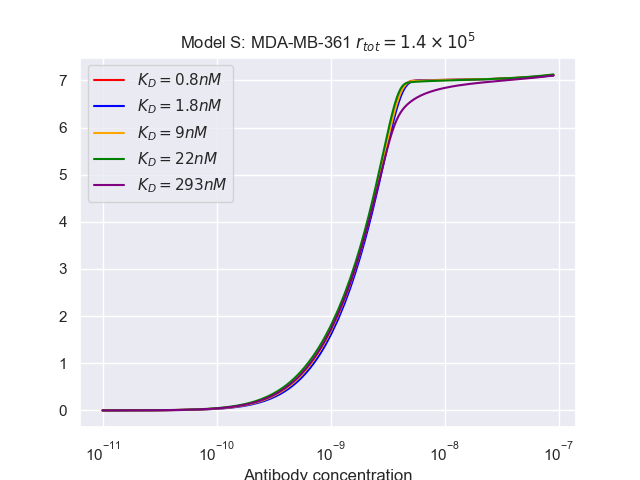 Model S: MDA-MB-361 $r_{tot} = 1.4 \times 10^5$
7
6
5
4
3
2
1
0
$K_D = 0.8nM$
$K_D = 1.8nM$
$K_D = 9nM$
$K_D = 22nM$
$K_D = 293nM$
$10^{-11}$ $10^{-10}$ $10^{-9}$ $10^{-8}$ $10^{-7}$
Antibody concentration